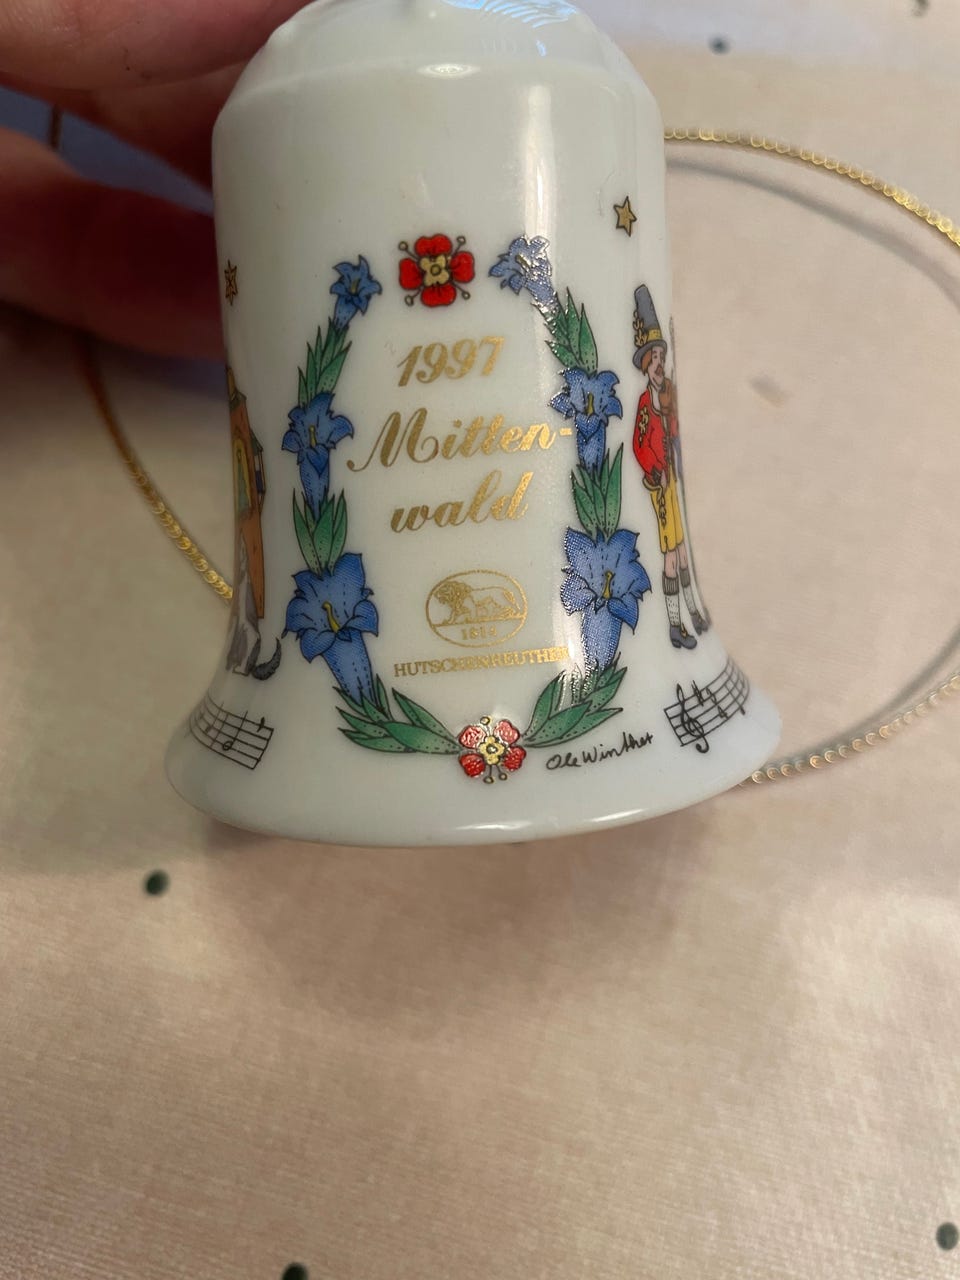 1997
Mitten-
wald
1814
HUTSCHENREUTHER
Ole Winther